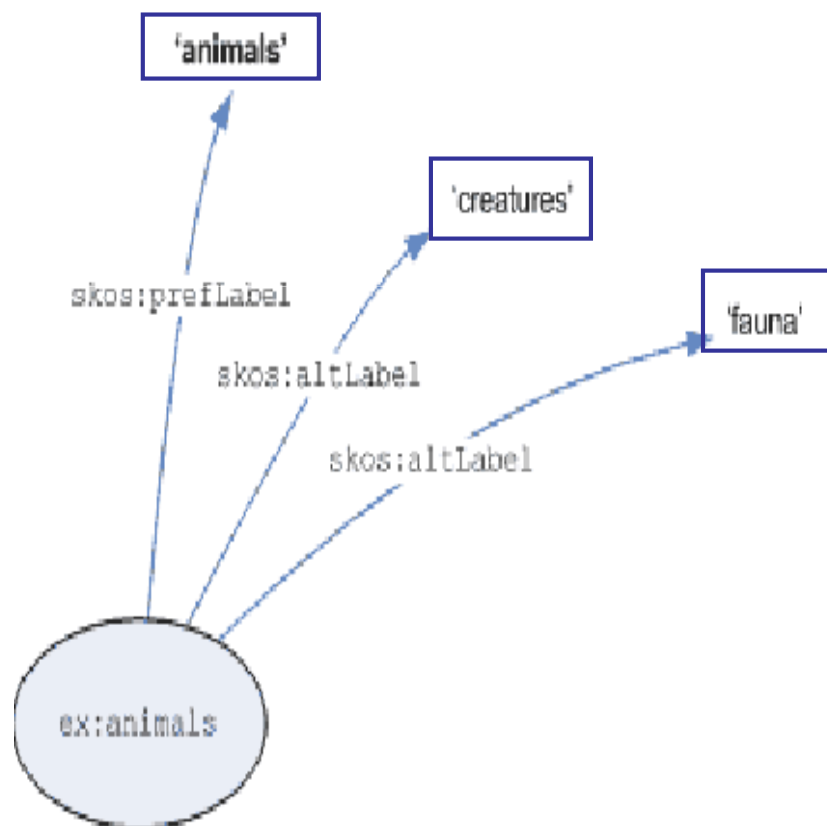 'animals'
'creatures'
'fauna'
skos:prefLabel
skos:altLabel
skos:altLabel
ex:animals